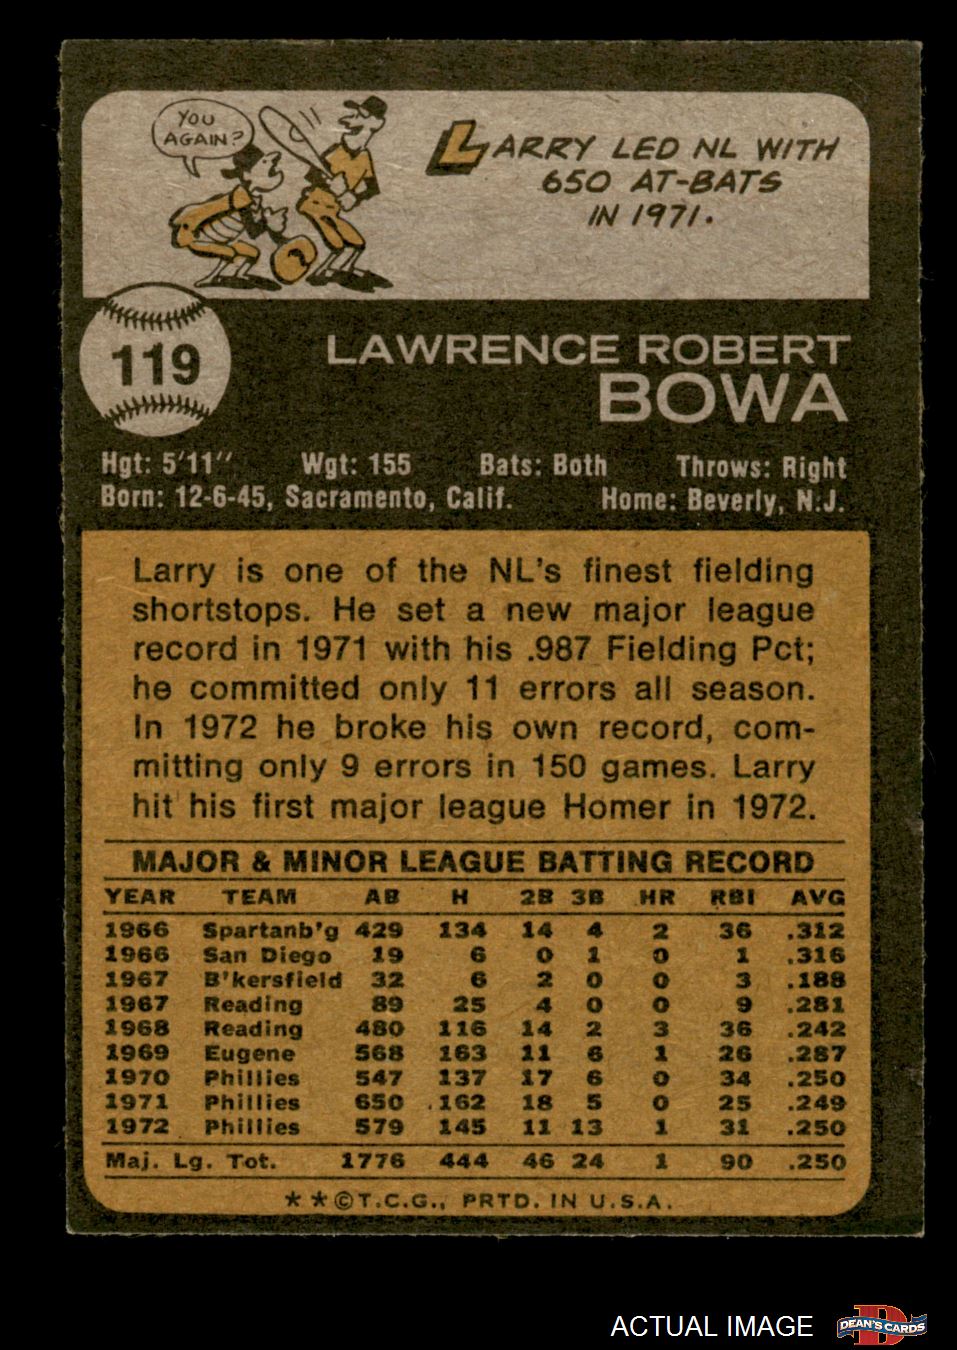 YOU
AGAIN?
LARRY LED NL WITH
650 AT-BATS
IN 1971.
119
LAWRENCE ROBERT
BOWA
Hgt: 5'11" Wgt: 155 Bats: Both Throws: Right
Born: 12-6-45, Sacramento, Calif. Home: Beverly, N.J.
Larry is one of the NL's finest fielding
shortstops. He set a new major league
record in 1971 with his .987 Fielding Pct;
he committed only 11 errors all season.
In 1972 he broke his own record, com-
mitting only 9 errors in 150 games. Larry
hit his first major league Homer in 1972.
MAJOR & MINOR LEAGUE BATTING RECORD
YEAR TEAM AB H 2B 3B HR RBI AVG
1966 Spartanb'g 429 134 14 4 2 36 .312
1966 San Diego 19 6 0 1 0 1 .316
1967 B'kersfield 32 6 2 0 0 3 .188
1967 Reading 89 25 4 0 0 9 .281
1968 Reading 480 116 14 2 3 36 .242
1969 Eugene 568 163 11 6 1 26 .287
1970 Phillies 547 137 17 6 0 34 .250
1971 Phillies 650 162 18 5 0 25 .249
1972 Phillies 579 145 11 13 1 31 .250
Maj. Lg. Tot. 1776 444 46 24 1 90 .250
**©T.C.G., PRTD. IN U.S.A.
ACTUAL IMAGE
D
DEAN'S CARDS